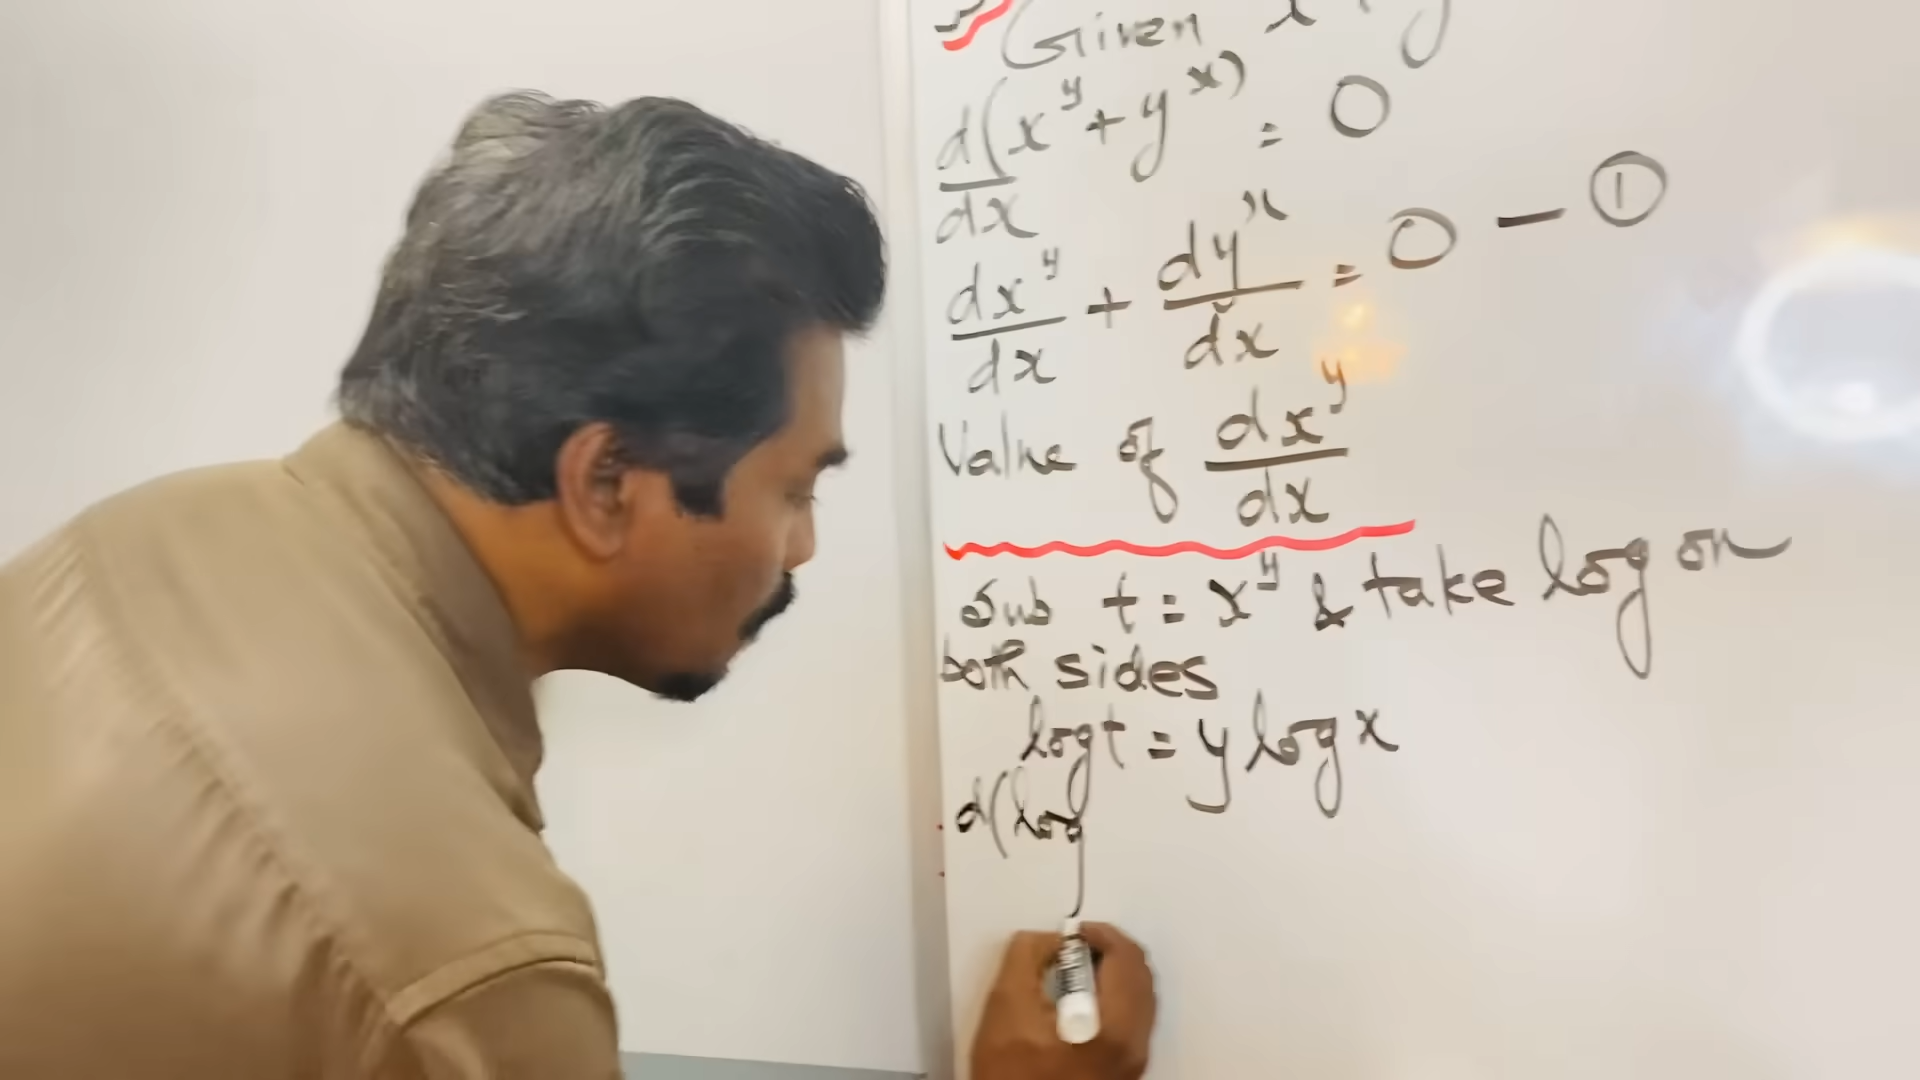 Given x
d(x^y + y^x) = 0
dx
dx^y/dx + dy^x/dx = 0 — ①
Value of dx^y/dx
Sub t = x^y & take log on
both sides
log t = y log x
d(log